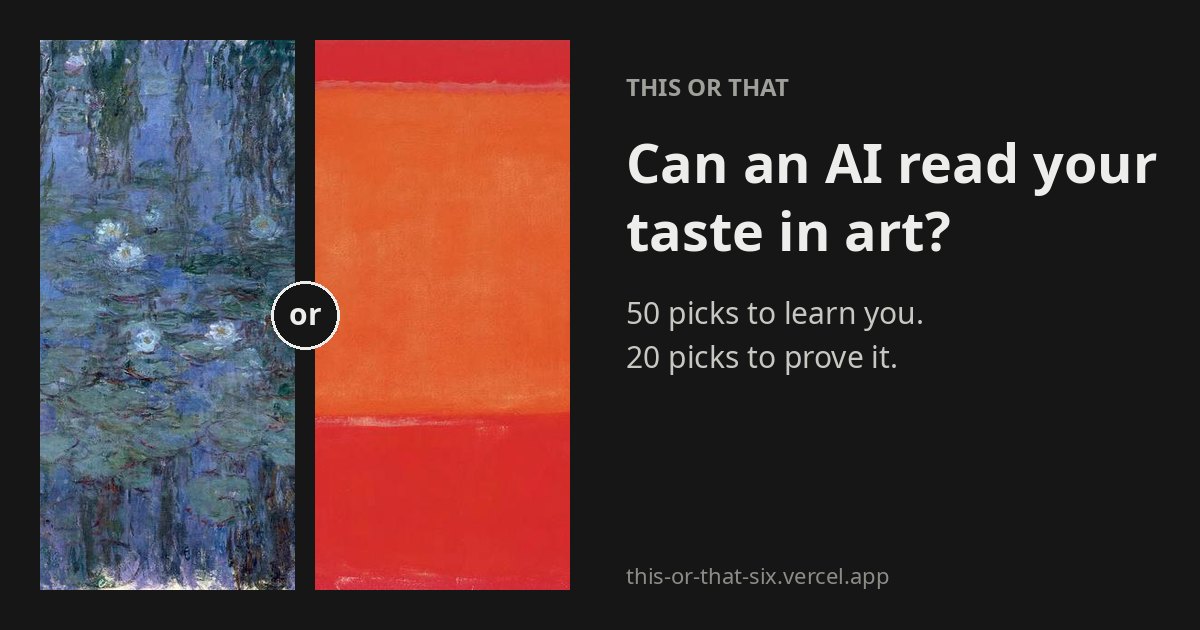 or
THIS OR THAT
Can an AI read your
taste in art?
50 picks to learn you.
20 picks to prove it.
this-or-that-six.vercel.app